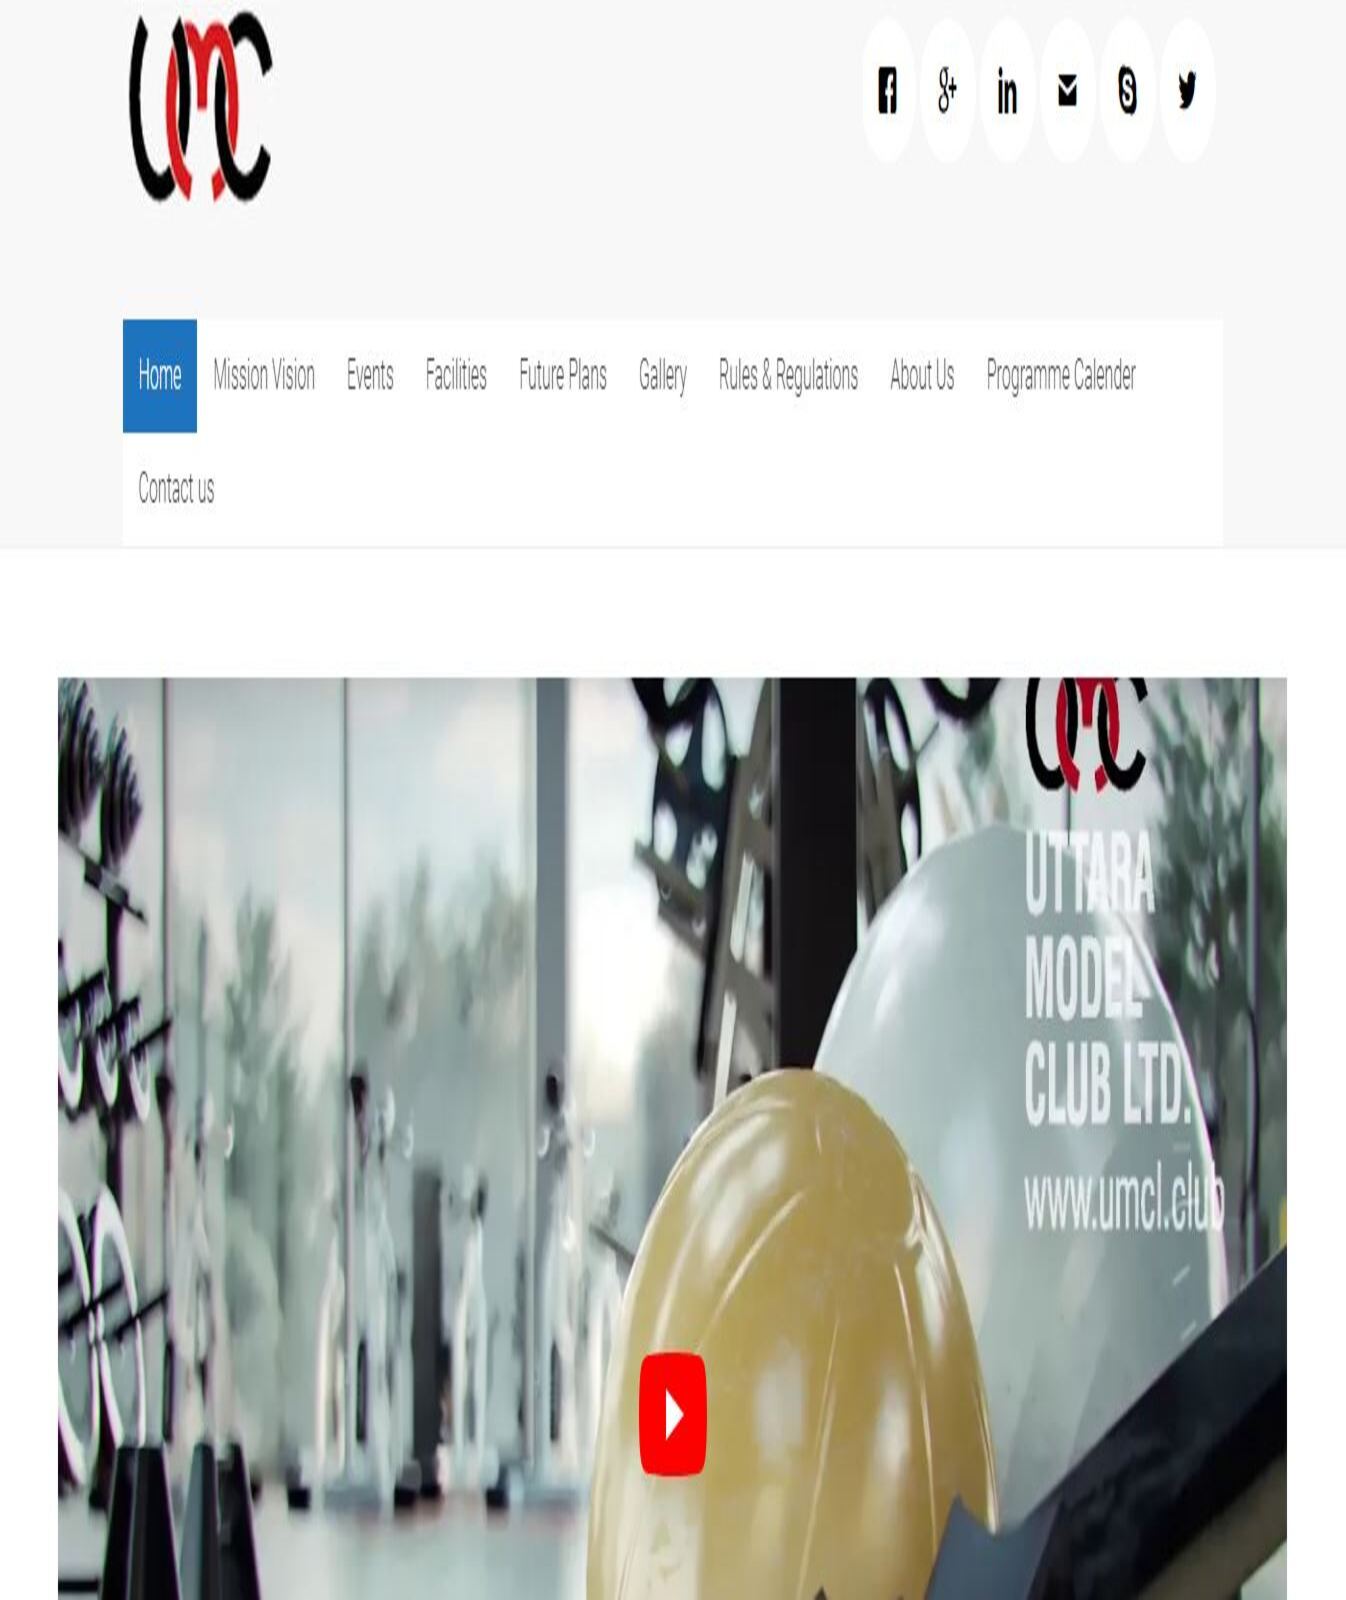 umc
Home Mission Vision Events Facilities Future Plans Gallery Rules & Regulations About Us Programme Calender
Contact us
umc
UTTARA
MODEL
CLUB LTD.
www.umcl.club